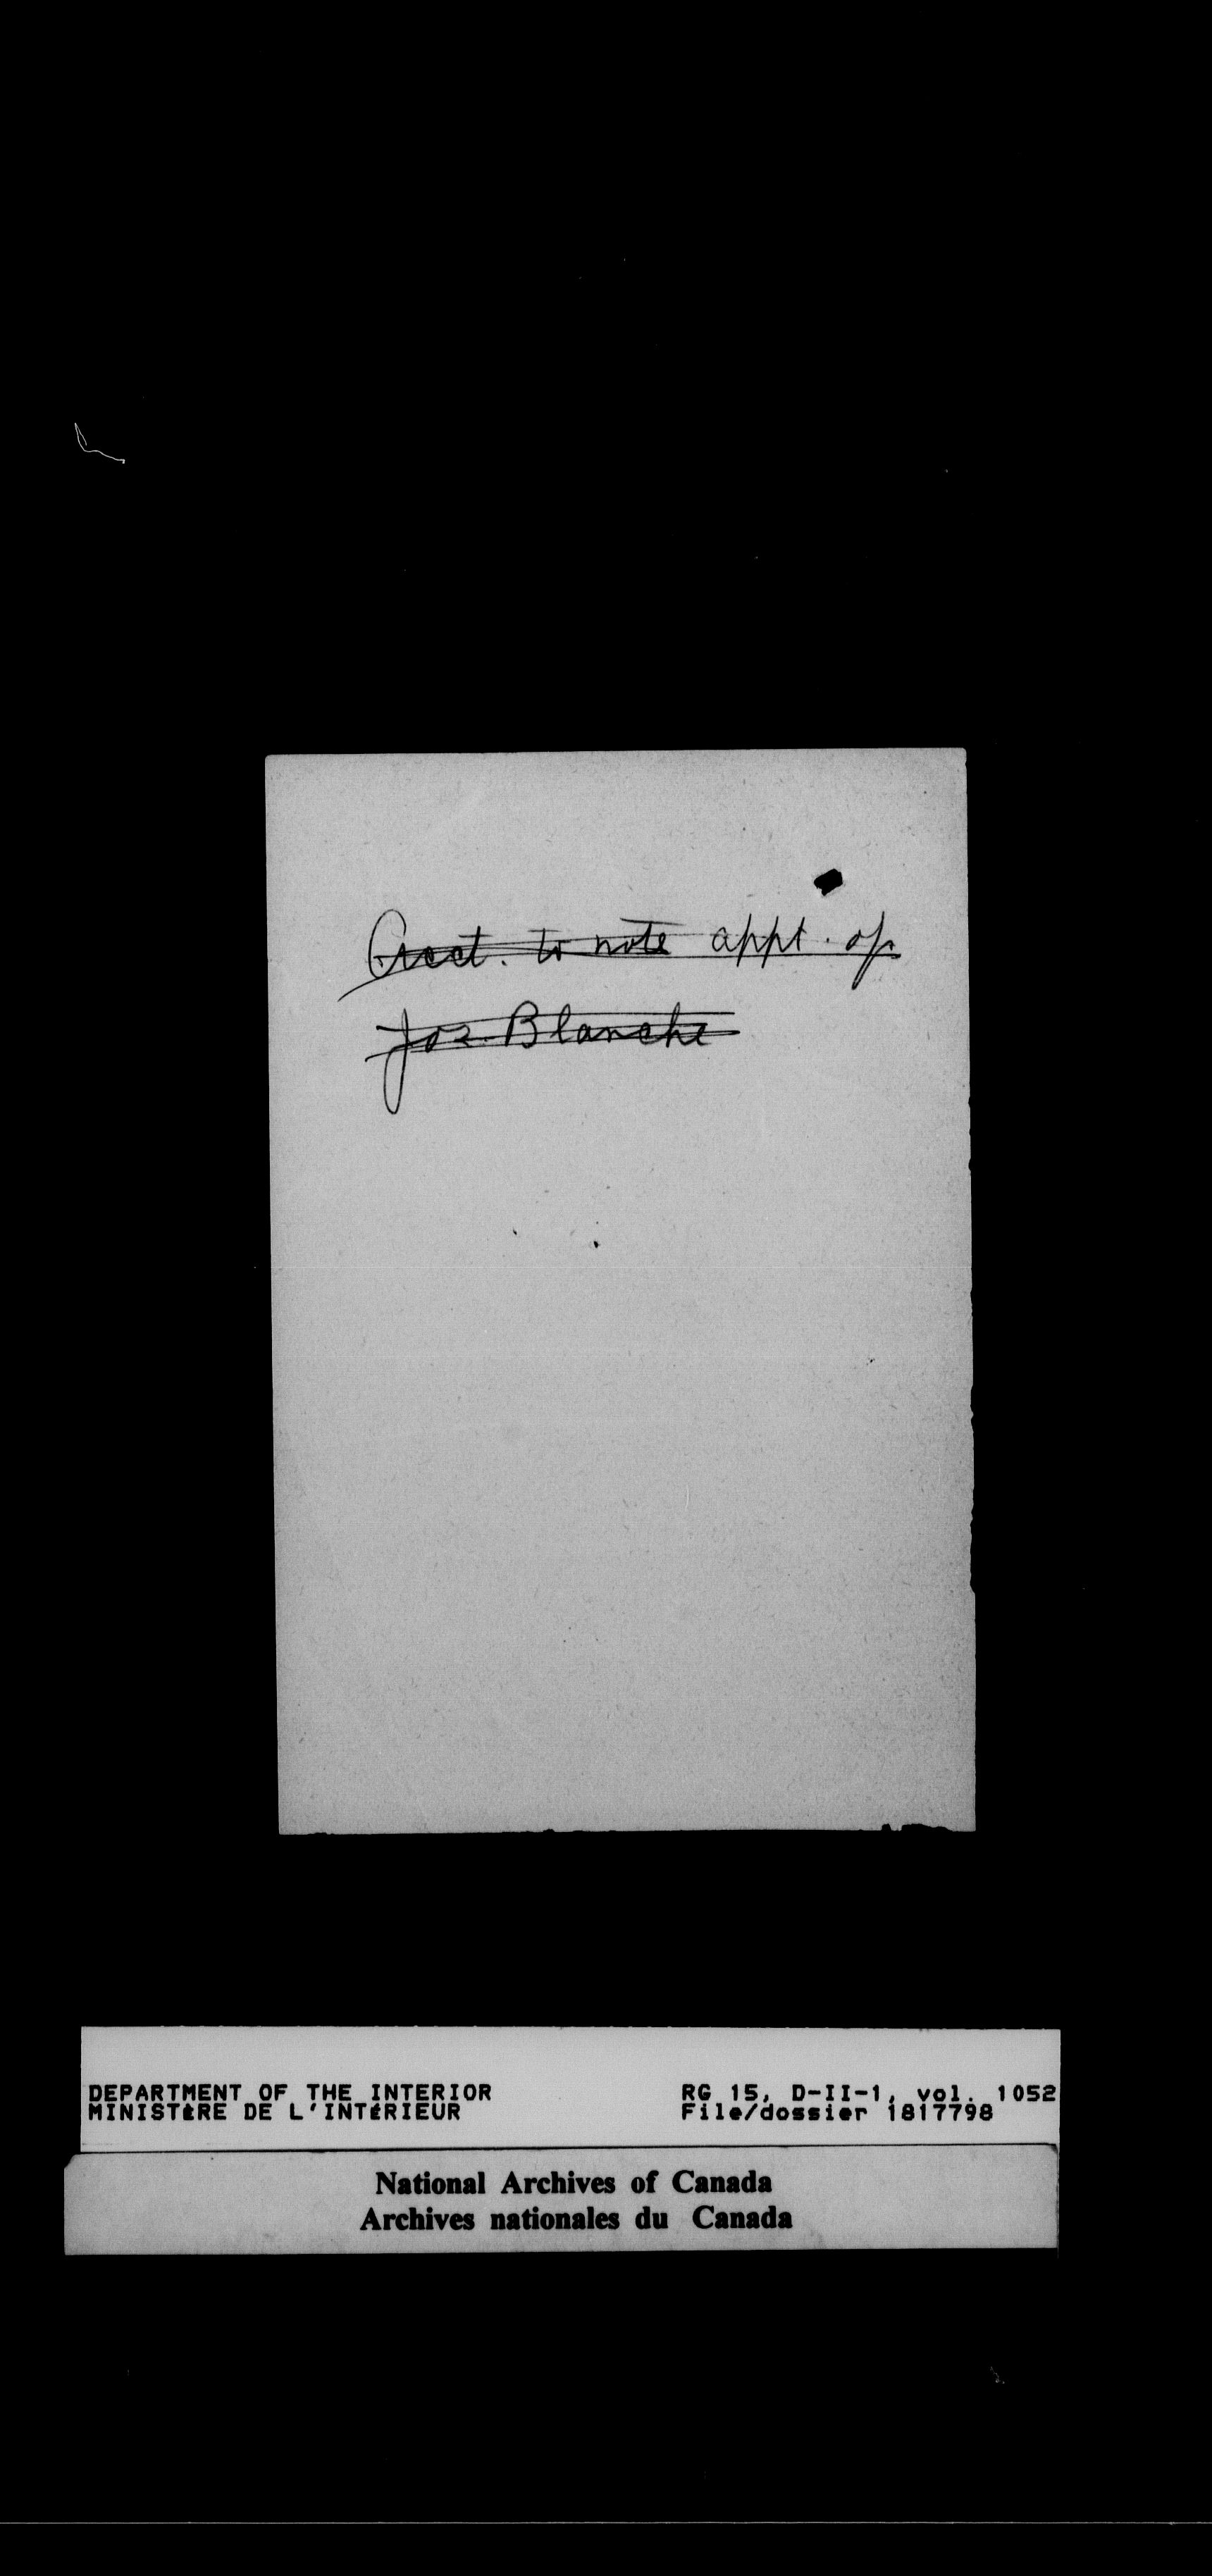 Acct. to note appt. of
Jos. Blanche
DEPARTMENT OF THE INTERIOR
MINISTÈRE DE L'INTÉRIEUR
RG 15, D-II-1, vol. 1052
File/dossier 1817798
National Archives of Canada
Archives nationales du Canada